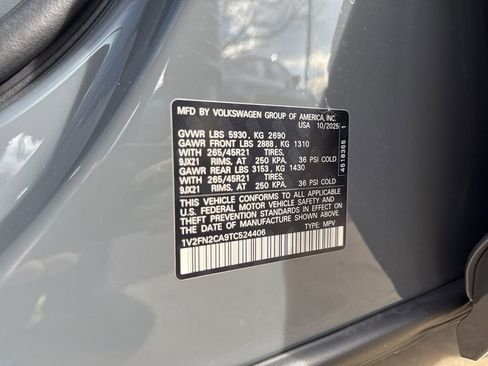 MFD BY VOLKSWAGEN GROUP OF AMERICA, INC.
USA 10/2025
GVWR LBS 5930, KG 2690
GAWR FRONT LBS 2888, KG 1310
WITH 265/45R21 TIRES,
9JX21 RIMS, AT 250 KPA, 36 PSI COLD
GAWR REAR LBS 3153, KG 1430
WITH 265/45R21 TIRES,
9JX21 RIMS, AT 250 KPA, 36 PSI COLD
THIS VEHICLE CONFORMS TO ALL APPLICABLE
U.S. FEDERAL MOTOR VEHICLE SAFETY AND
THEFT PREVENTION STANDARDS IN EFFECT ON
THE DATE OF MANUFACTURE SHOWN ABOVE.
1V2FN2CA9TC524406 TYPE: MPV
4618365 1